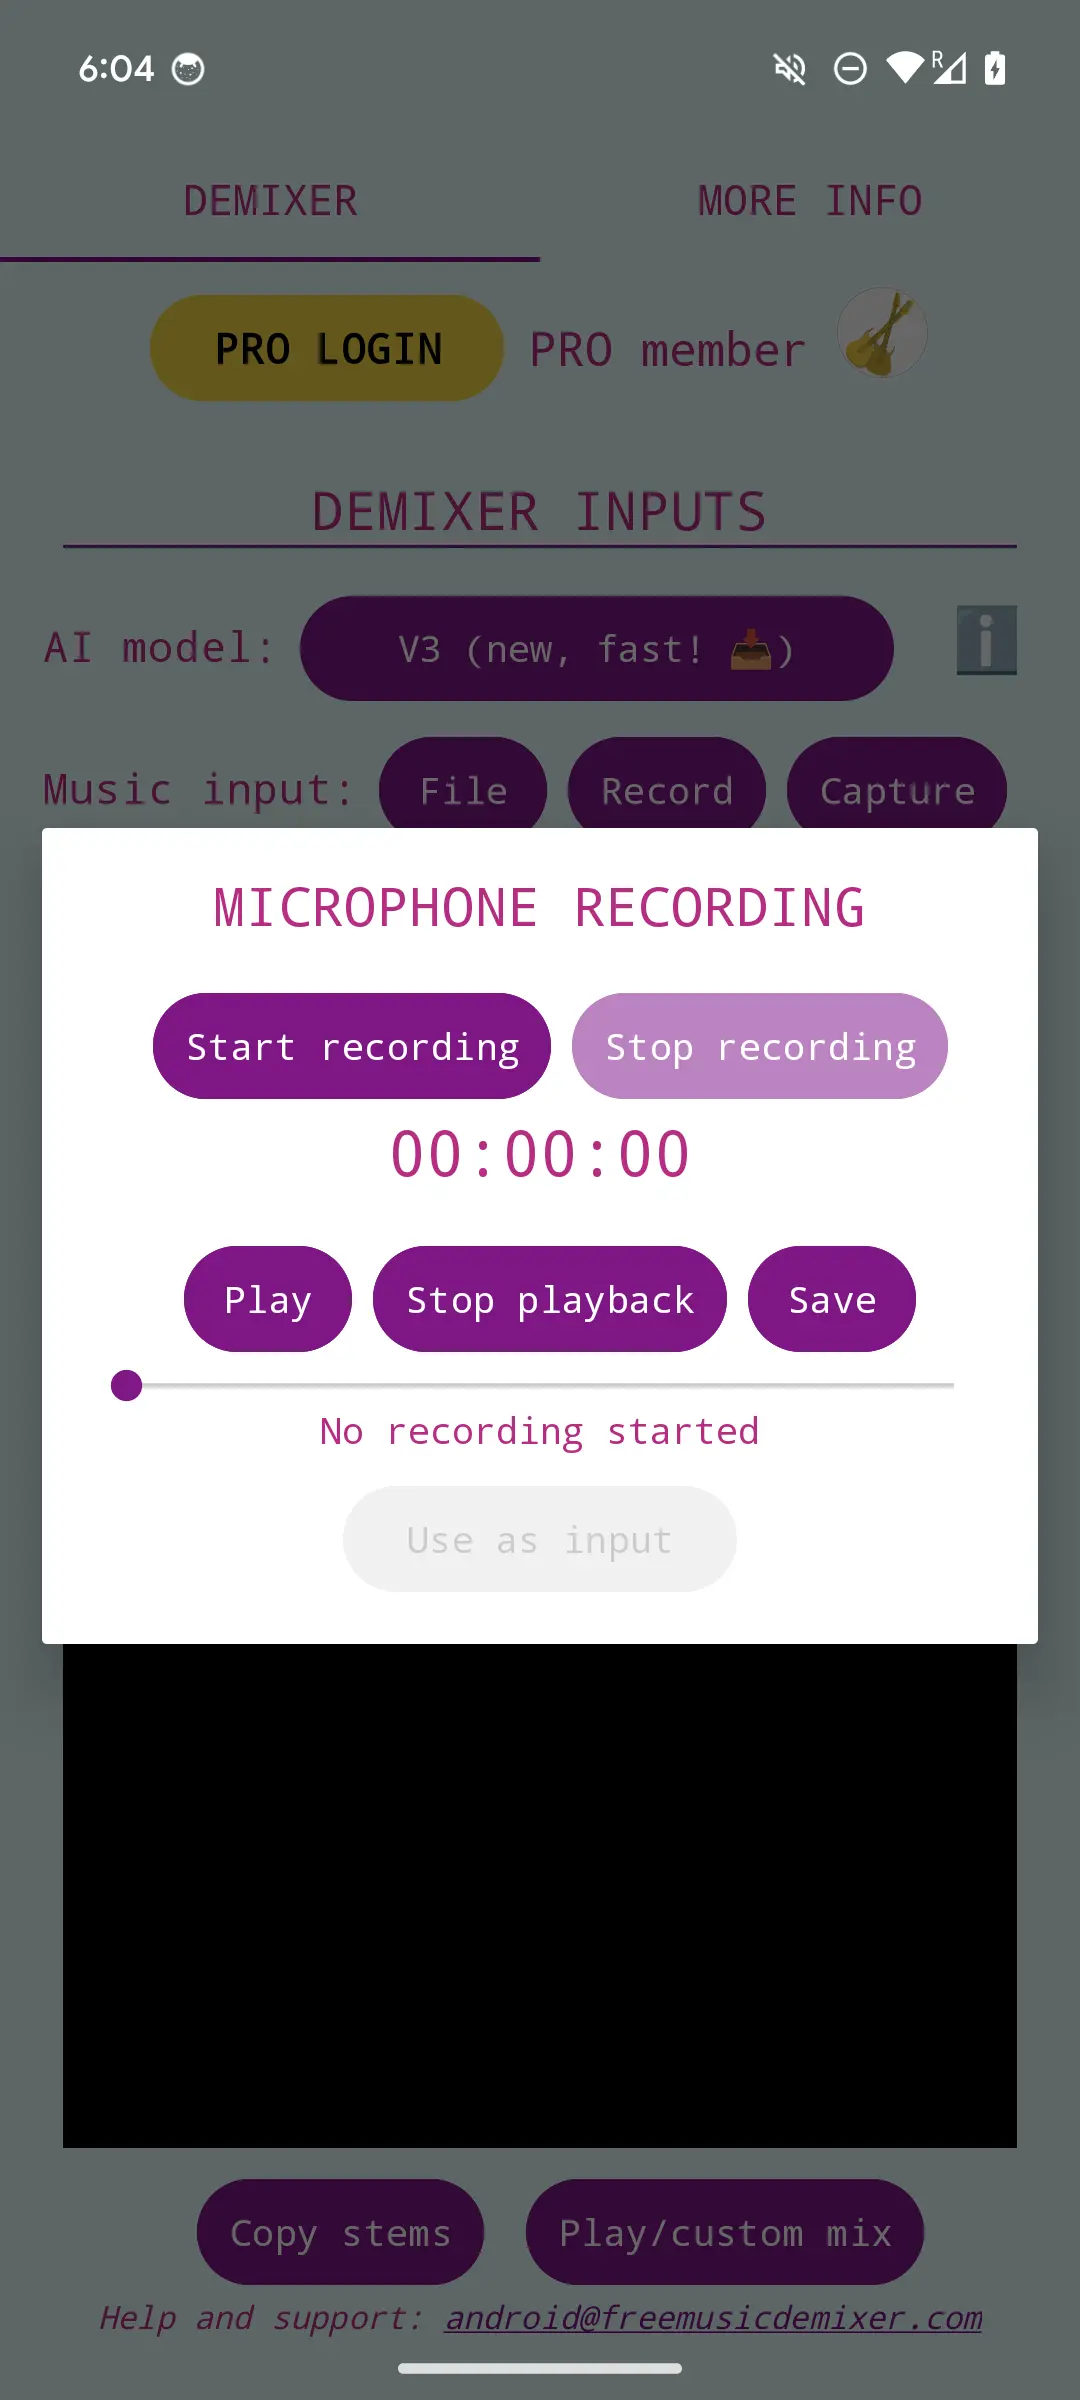 6:04
R
DEMIXER MORE INFO
PRO LOGIN PRO member
DEMIXER INPUTS
AI model: V3 (new, fast! 📥) ℹ️
Music input: File Record Capture
MICROPHONE RECORDING
Start recording Stop recording
00:00:00
Play Stop playback Save
No recording started
Use as input
Copy stems Play/custom mix
Help and support: android@freemusicdemixer.com